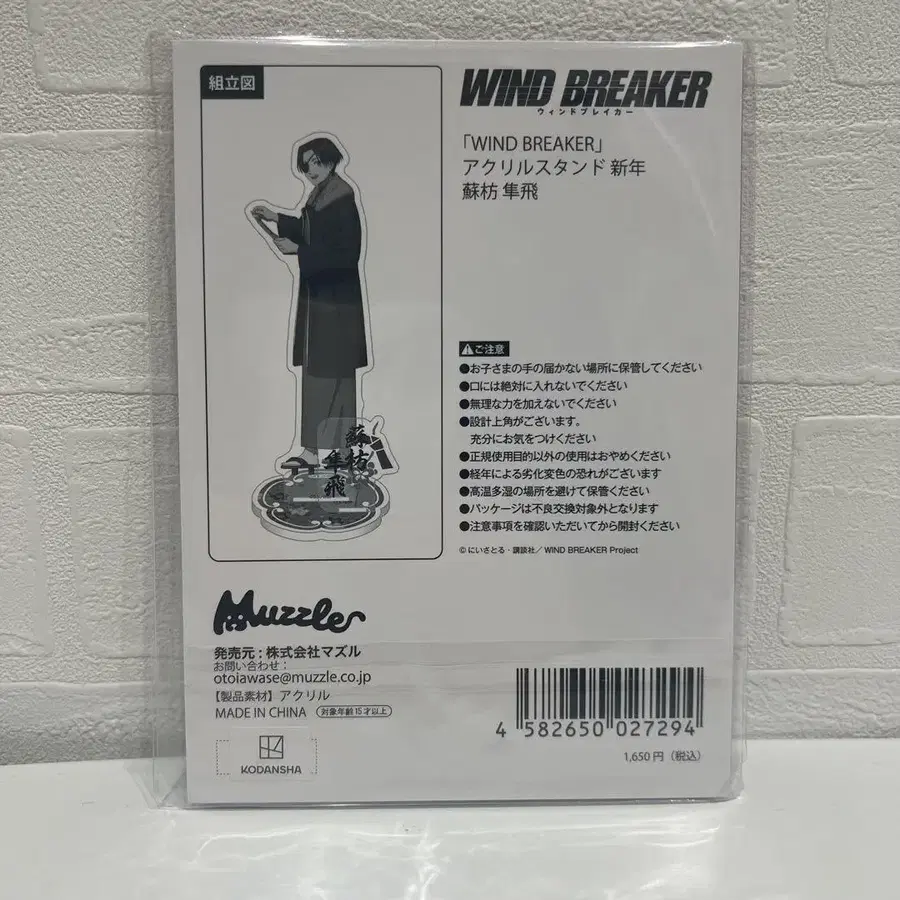 組立図
蘇枋
隼飛
WIND BREAKER
ウィンドブレイカー
「WIND BREAKER」
アクリルスタンド 新年
蘇枋 隼飛
ご注意
●お子さまの手の届かない場所に保管してください
●口には絶対に入れないでください
●無理な力を加えないでください
●設計上角がございます。
充分にお気をつけください
●正規使用目的以外の使用はおやめください
●経年による劣化変色の恐れがございます
●高温多湿の場所を避けて保管ください
●パッケージは不良交換対象外となります
●注意事項を確認いただいてから開封ください
©にいさとる・講談社／WIND BREAKER Project
Muzzle
発売元：株式会社マズル
お問い合わせ：
otoiawase@muzzle.co.jp
【製品素材】アクリル
MADE IN CHINA 対象年齢15才以上
KODANSHA
4 582650 027294
1,650円（税込）